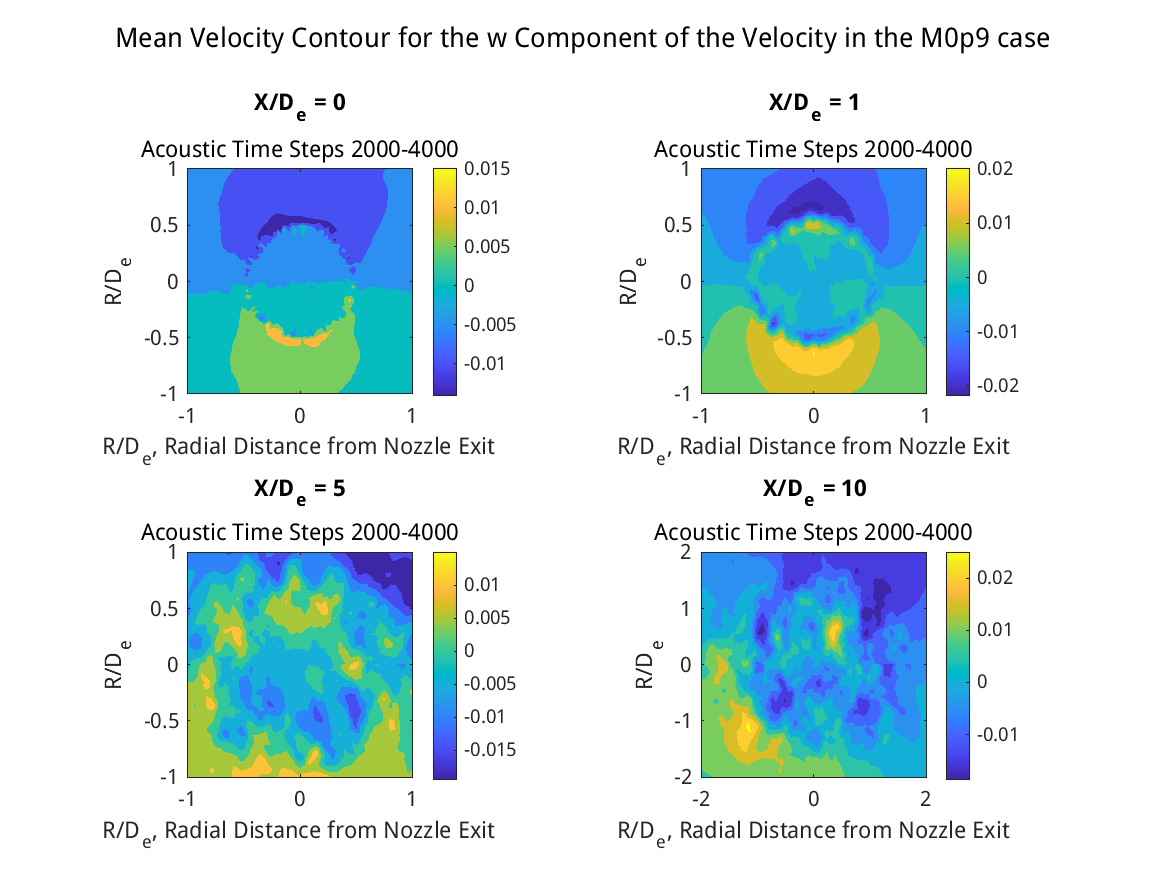 Mean Velocity Contour for the w Component of the Velocity in the M0p9 case
X/De = 0
Acoustic Time Steps 2000-4000
1
0.5
0
-0.5
-1
R/De
-1 0 1
R/De, Radial Distance from Nozzle Exit
0.015
0.01
0.005
0
-0.005
-0.01
X/De = 1
Acoustic Time Steps 2000-4000
1
0.5
0
-0.5
-1
R/De
-1 0 1
R/De, Radial Distance from Nozzle Exit
0.02
0.01
0
-0.01
-0.02
X/De = 5
Acoustic Time Steps 2000-4000
1
0.5
0
-0.5
-1
R/De
-1 0 1
R/De, Radial Distance from Nozzle Exit
0.01
0.005
0
-0.005
-0.01
-0.015
X/De = 10
Acoustic Time Steps 2000-4000
2
1
0
-1
-2
R/De
-2 0 2
R/De, Radial Distance from Nozzle Exit
0.02
0.01
0
-0.01